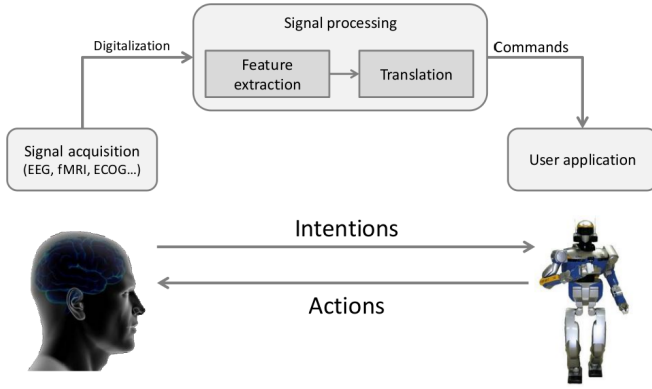 Signal processing
Digitalization
Feature
extraction
Translation
Commands
Signal acquisition
(EEG, fMRI, ECOG…)
User application
Intentions
Actions